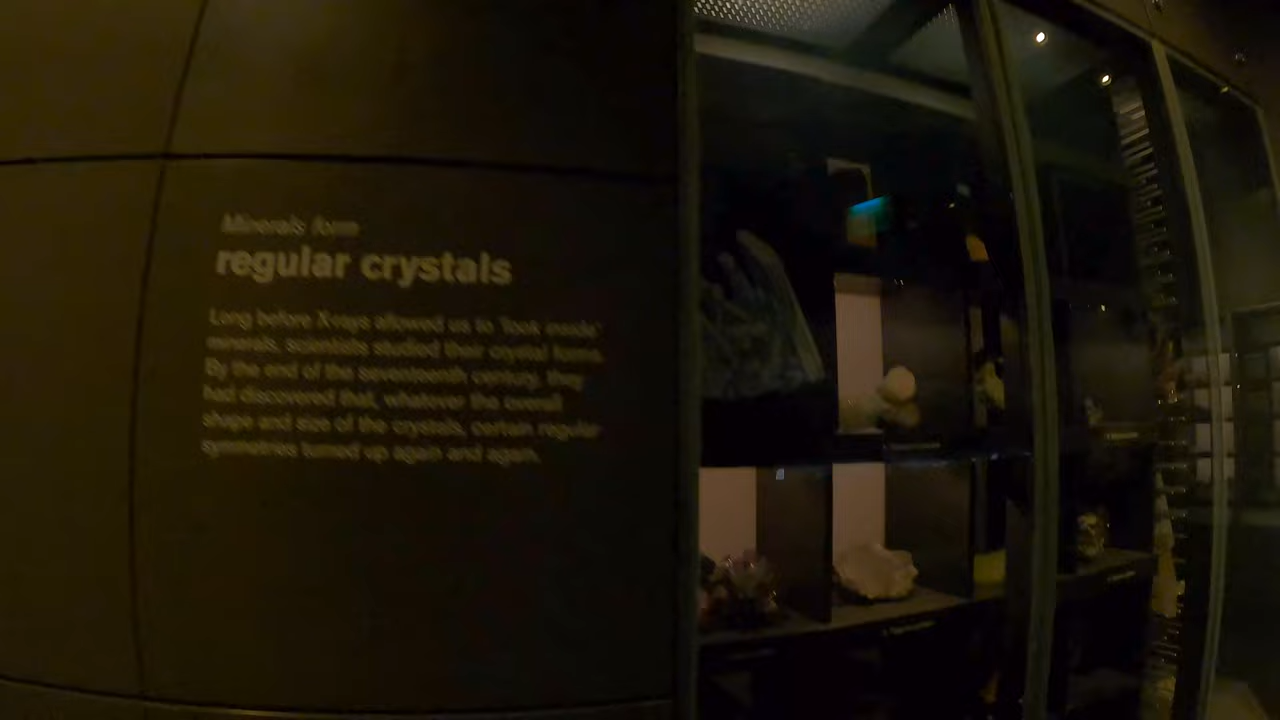 Minerals form
regular crystals
Long before X-rays allowed us to 'look inside'
minerals, scientists studied their crystal forms.
By the end of the seventeenth century, they
had discovered that, whatever the overall
shape and size of the crystals, certain regular
symmetries turned up again and again.